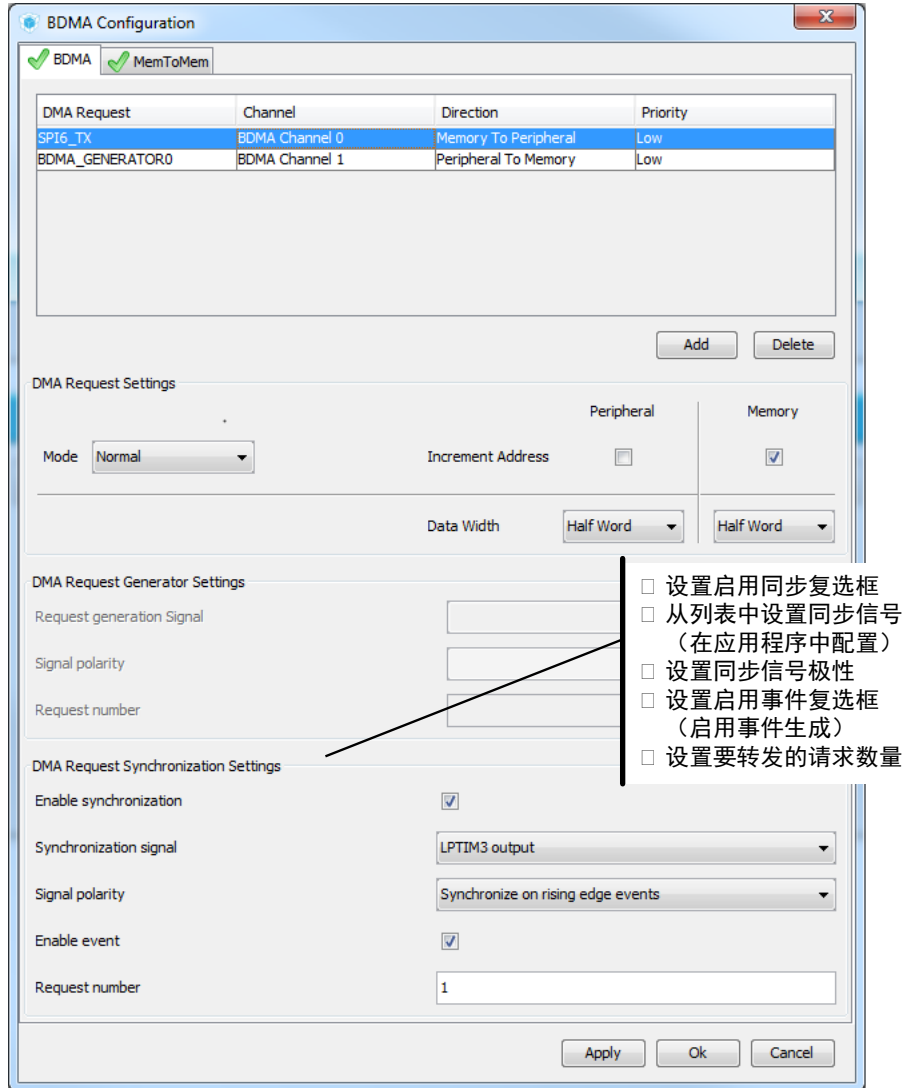 BDMA Configuration
BDMA MemToMem
DMA Request Channel Direction Priority
SPI6_TX BDMA Channel 0 Memory To Peripheral Low
BDMA_GENERATOR0 BDMA Channel 1 Peripheral To Memory Low
Add Delete
DMA Request Settings
Peripheral Memory
Mode Normal Increment Address
Data Width Half Word Half Word
DMA Request Generator Settings
Request generation Signal
Signal polarity
Request number
□ 设置启用同步复选框
□ 从列表中设置同步信号
（在应用程序中配置）
□ 设置同步信号极性
□ 设置启用事件复选框
（启用事件生成）
□ 设置要转发的请求数量
DMA Request Synchronization Settings
Enable synchronization
Synchronization signal LPTIM3 output
Signal polarity Synchronize on rising edge events
Enable event
Request number 1
Apply Ok Cancel